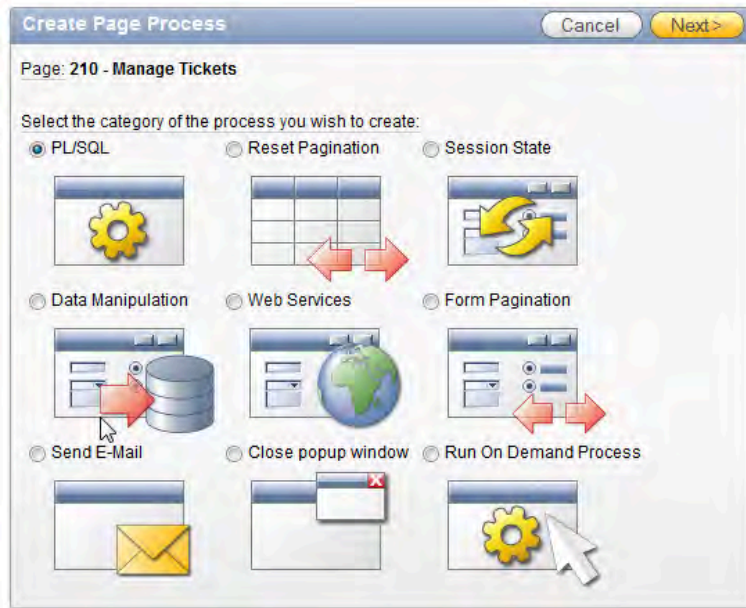 Create Page Process
Cancel
Next>
Page: 210 - Manage Tickets
Select the category of the process you wish to create:
PL/SQL
Reset Pagination
Session State
Data Manipulation
Web Services
Form Pagination
Send E-Mail
Close popup window
Run On Demand Process